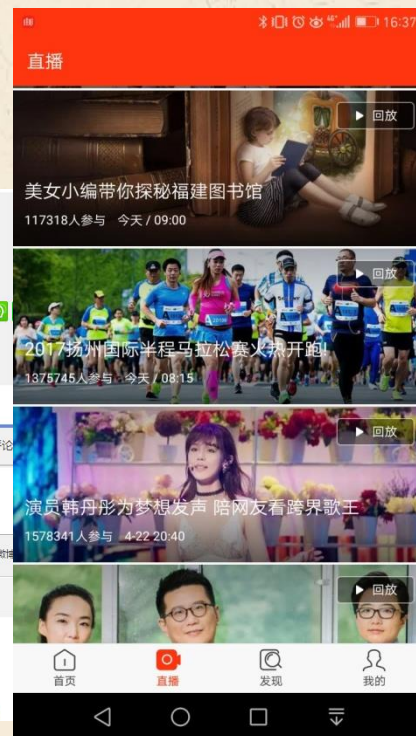 16:37
直播
回放
美女小编带你探秘福建图书馆
117318人参与 今天 / 09:00
回放
2017扬州国际半程马拉松赛火热开跑!
1375745人参与 今天 / 08:15
回放
演员韩丹彤为梦想发声 陪网友看跨界歌王
1578341人参与 4-22 20:40
回放
首页 直播 发现 我的